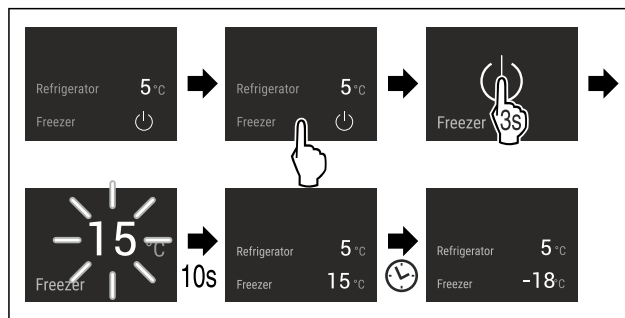 Refrigerator 5 °C
Freezer
Refrigerator 5 °C
Freezer
Freezer 3s
15 °C
Freezer
10s
Refrigerator 5 °C
Freezer 15 °C
Refrigerator 5 °C
Freezer -18 °C